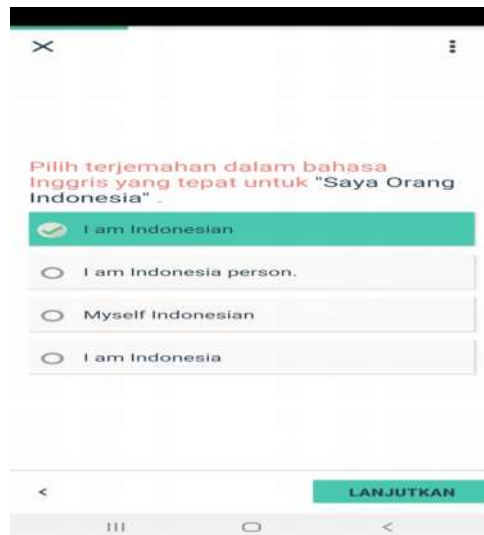 Pilih terjemahan dalam bahasa
Inggris yang tepat untuk "Saya Orang
Indonesia" .
I am Indonesian
I am Indonesia person.
Myself Indonesian
I am Indonesia
LANJUTKAN